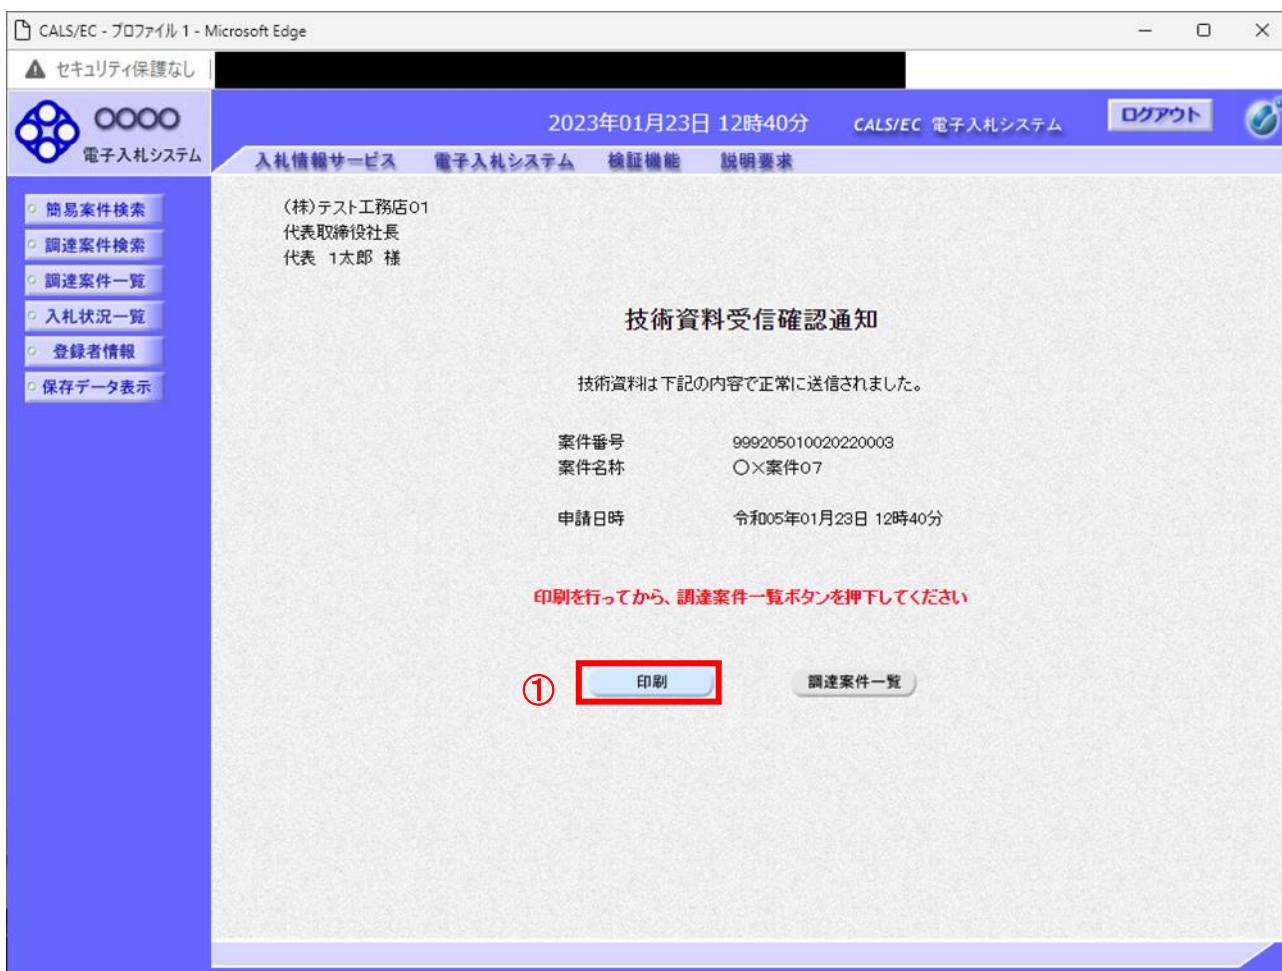 CALS/EC - プロファイル 1 - Microsoft Edge
セキュリティ保護なし
〇〇〇〇
電子入札システム
2023年01月23日 12時40分
CALS/EC 電子入札システム
ログアウト
入札情報サービス 電子入札システム 検証機能 説明要求
簡易案件検索
調達案件検索
調達案件一覧
入札状況一覧
登録者情報
保存データ表示
(株)テスト工務店01
代表取締役社長
代表 1太郎 様
技術資料受信確認通知
技術資料は下記の内容で正常に送信されました。
案件番号 999205010020220003
案件名称 〇×案件07
申請日時 令和05年01月23日 12時40分
印刷を行ってから、調達案件一覧ボタンを押下してください
① 印刷 調達案件一覧